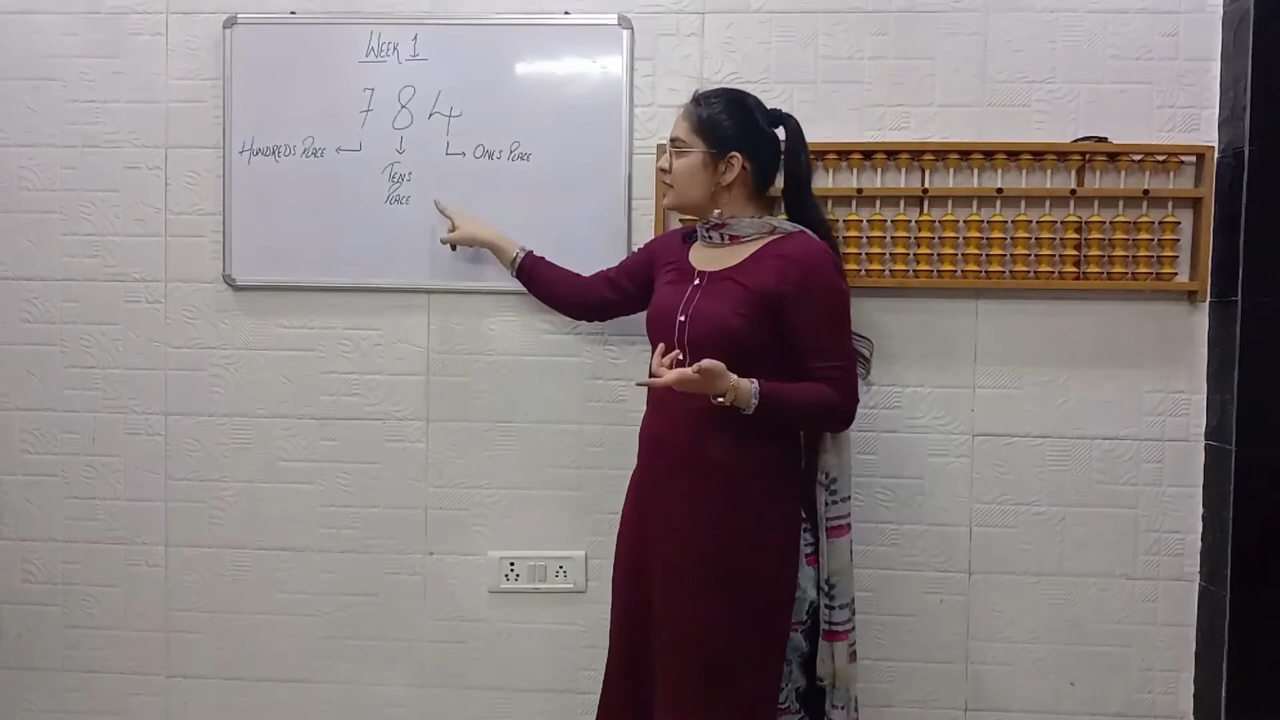 WEEK 1
7 8 4
HUNDREDS PLACE
TENS
PLACE
ONES PLACE